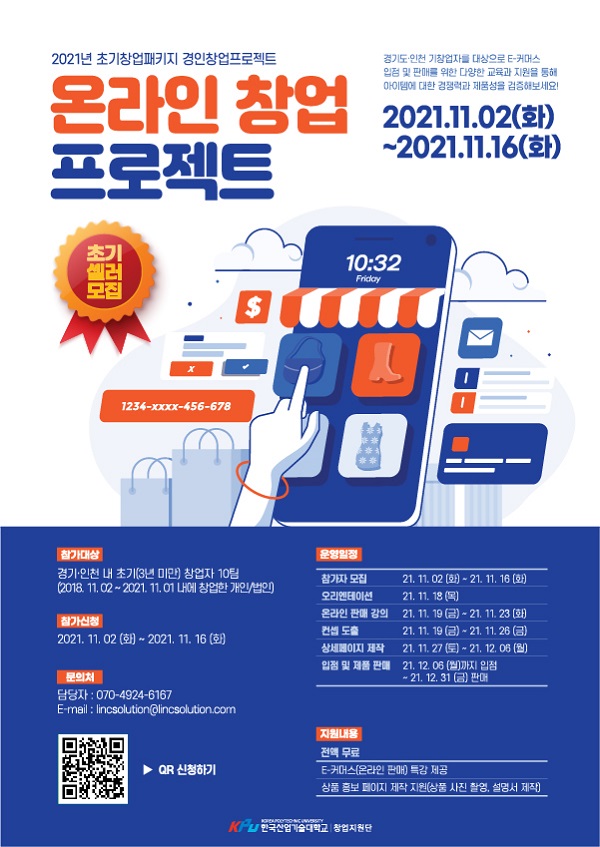 2021년 초기창업패키지 경인창업프로젝트
온라인 창업
프로젝트
경기도·인천 기창업자를 대상으로 E-커머스
입점 및 판매를 위한 다양한 교육과 지원을 통해
아이템에 대한 경쟁력과 제품성을 검증해보세요!
2021.11.02(화)
~2021.11.16(화)
초기
셀러
모집
10:32
Friday
$
x
1234-xxxx-456-678
참가대상
경기·인천 내 초기(3년 미만) 창업자 10팀
(2018. 11. 02 ~ 2021. 11. 01 내에 창업한 개인/법인)
참가신청
2021. 11. 02 (화) ~ 2021. 11. 16 (화)
문의처
담당자 : 070-4924-6167
E-mail : lincsolution@lincsolution.com
▶ QR 신청하기
운영일정
참가자 모집 21. 11. 02 (화) ~ 21. 11. 16 (화)
오리엔테이션 21. 11. 18 (목)
온라인 판매 강의 21. 11. 19 (금) ~ 21. 11. 23 (화)
컨셉 도출 21. 11. 19 (금) ~ 21. 11. 26 (금)
상세페이지 제작 21. 11. 27 (토) ~ 21. 12. 06 (월)
입점 및 제품 판매 21. 12. 06 (월)까지 입점
~ 21. 12. 31 (금) 판매
지원내용
전액 무료
E-커머스(온라인 판매) 특강 제공
상품 홍보 페이지 제작 지원(상품 사진 촬영, 설명서 제작)
KPU
KOREA POLYTECHNIC UNIVERSITY
한국산업기술대학교 | 창업지원단